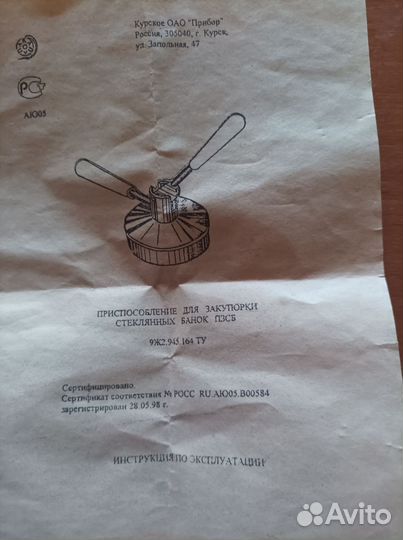 Курское ОАО "Прибор"
Россия, 305040, г. Курск,
ул. Запольная, 47
РС
АЮ05
ПРИСПОСОБЛЕНИЕ ДЛЯ ЗАКУПОРКИ
СТЕКЛЯННЫХ БАНОК ПЗСБ
9Ж2.945.164 ТУ
Сертифицировано.
Сертификат соответствия № РОСС RU.АЮ05.В00584
зарегистрирован 28.05.98 г.
ИНСТРУКЦИЯ ПО ЭКСПЛУАТАЦИИ
Avito